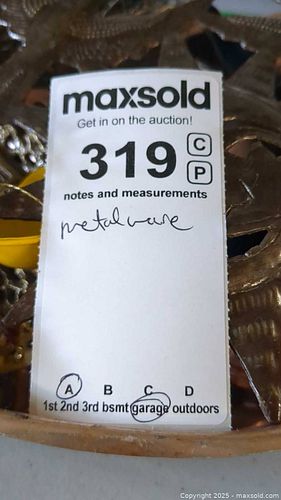 maxsold
Get in on the auction!
319 C
P
notes and measurements
metalware
A B C D
1st 2nd 3rd bsmt garage outdoors
Copyright 2025 - maxsold.com